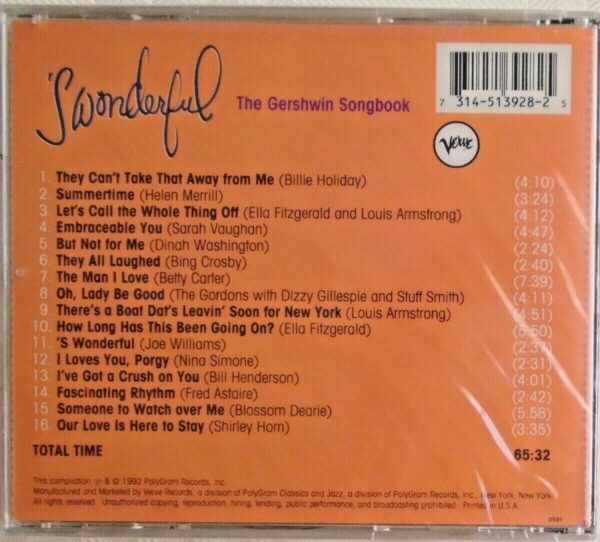 'S Wonderful
The Gershwin Songbook
7 314-513928-2 5
Verve
1. They Can't Take That Away from Me (Billie Holiday) (4:10)
2. Summertime (Helen Merrill) (3:24)
3. Let's Call the Whole Thing Off (Ella Fitzgerald and Louis Armstrong) (4:12)
4. Embraceable You (Sarah Vaughan) (4:47)
5. But Not for Me (Dinah Washington) (2:24)
6. They All Laughed (Bing Crosby) (2:40)
7. The Man I Love (Betty Carter) (7:39)
8. Oh, Lady Be Good (The Gordons with Dizzy Gillespie and Stuff Smith) (4:11)
9. There's a Boat Dat's Leavin' Soon for New York (Louis Armstrong) (4:51)
10. How Long Has This Been Going On? (Ella Fitzgerald) (5:50)
11. 'S Wonderful (Joe Williams) (2:37)
12. I Loves You, Porgy (Nina Simone) (2:31)
13. I've Got a Crush on You (Bill Henderson) (4:01)
14. Fascinating Rhythm (Fred Astaire) (2:42)
15. Someone to Watch over Me (Blossom Dearie) (5:58)
16. Our Love Is Here to Stay (Shirley Horn) (3:35)
TOTAL TIME 65:32
This compilation ℗ & © 1992 PolyGram Records, Inc.
Manufactured and Marketed by Verve Records, a division of PolyGram Classics and Jazz, a division of PolyGram Records, Inc., New York, New York.
All rights reserved. Unauthorized copying, reproduction, hiring, lending, public performance, and broadcasting prohibited. Printed in U.S.A.